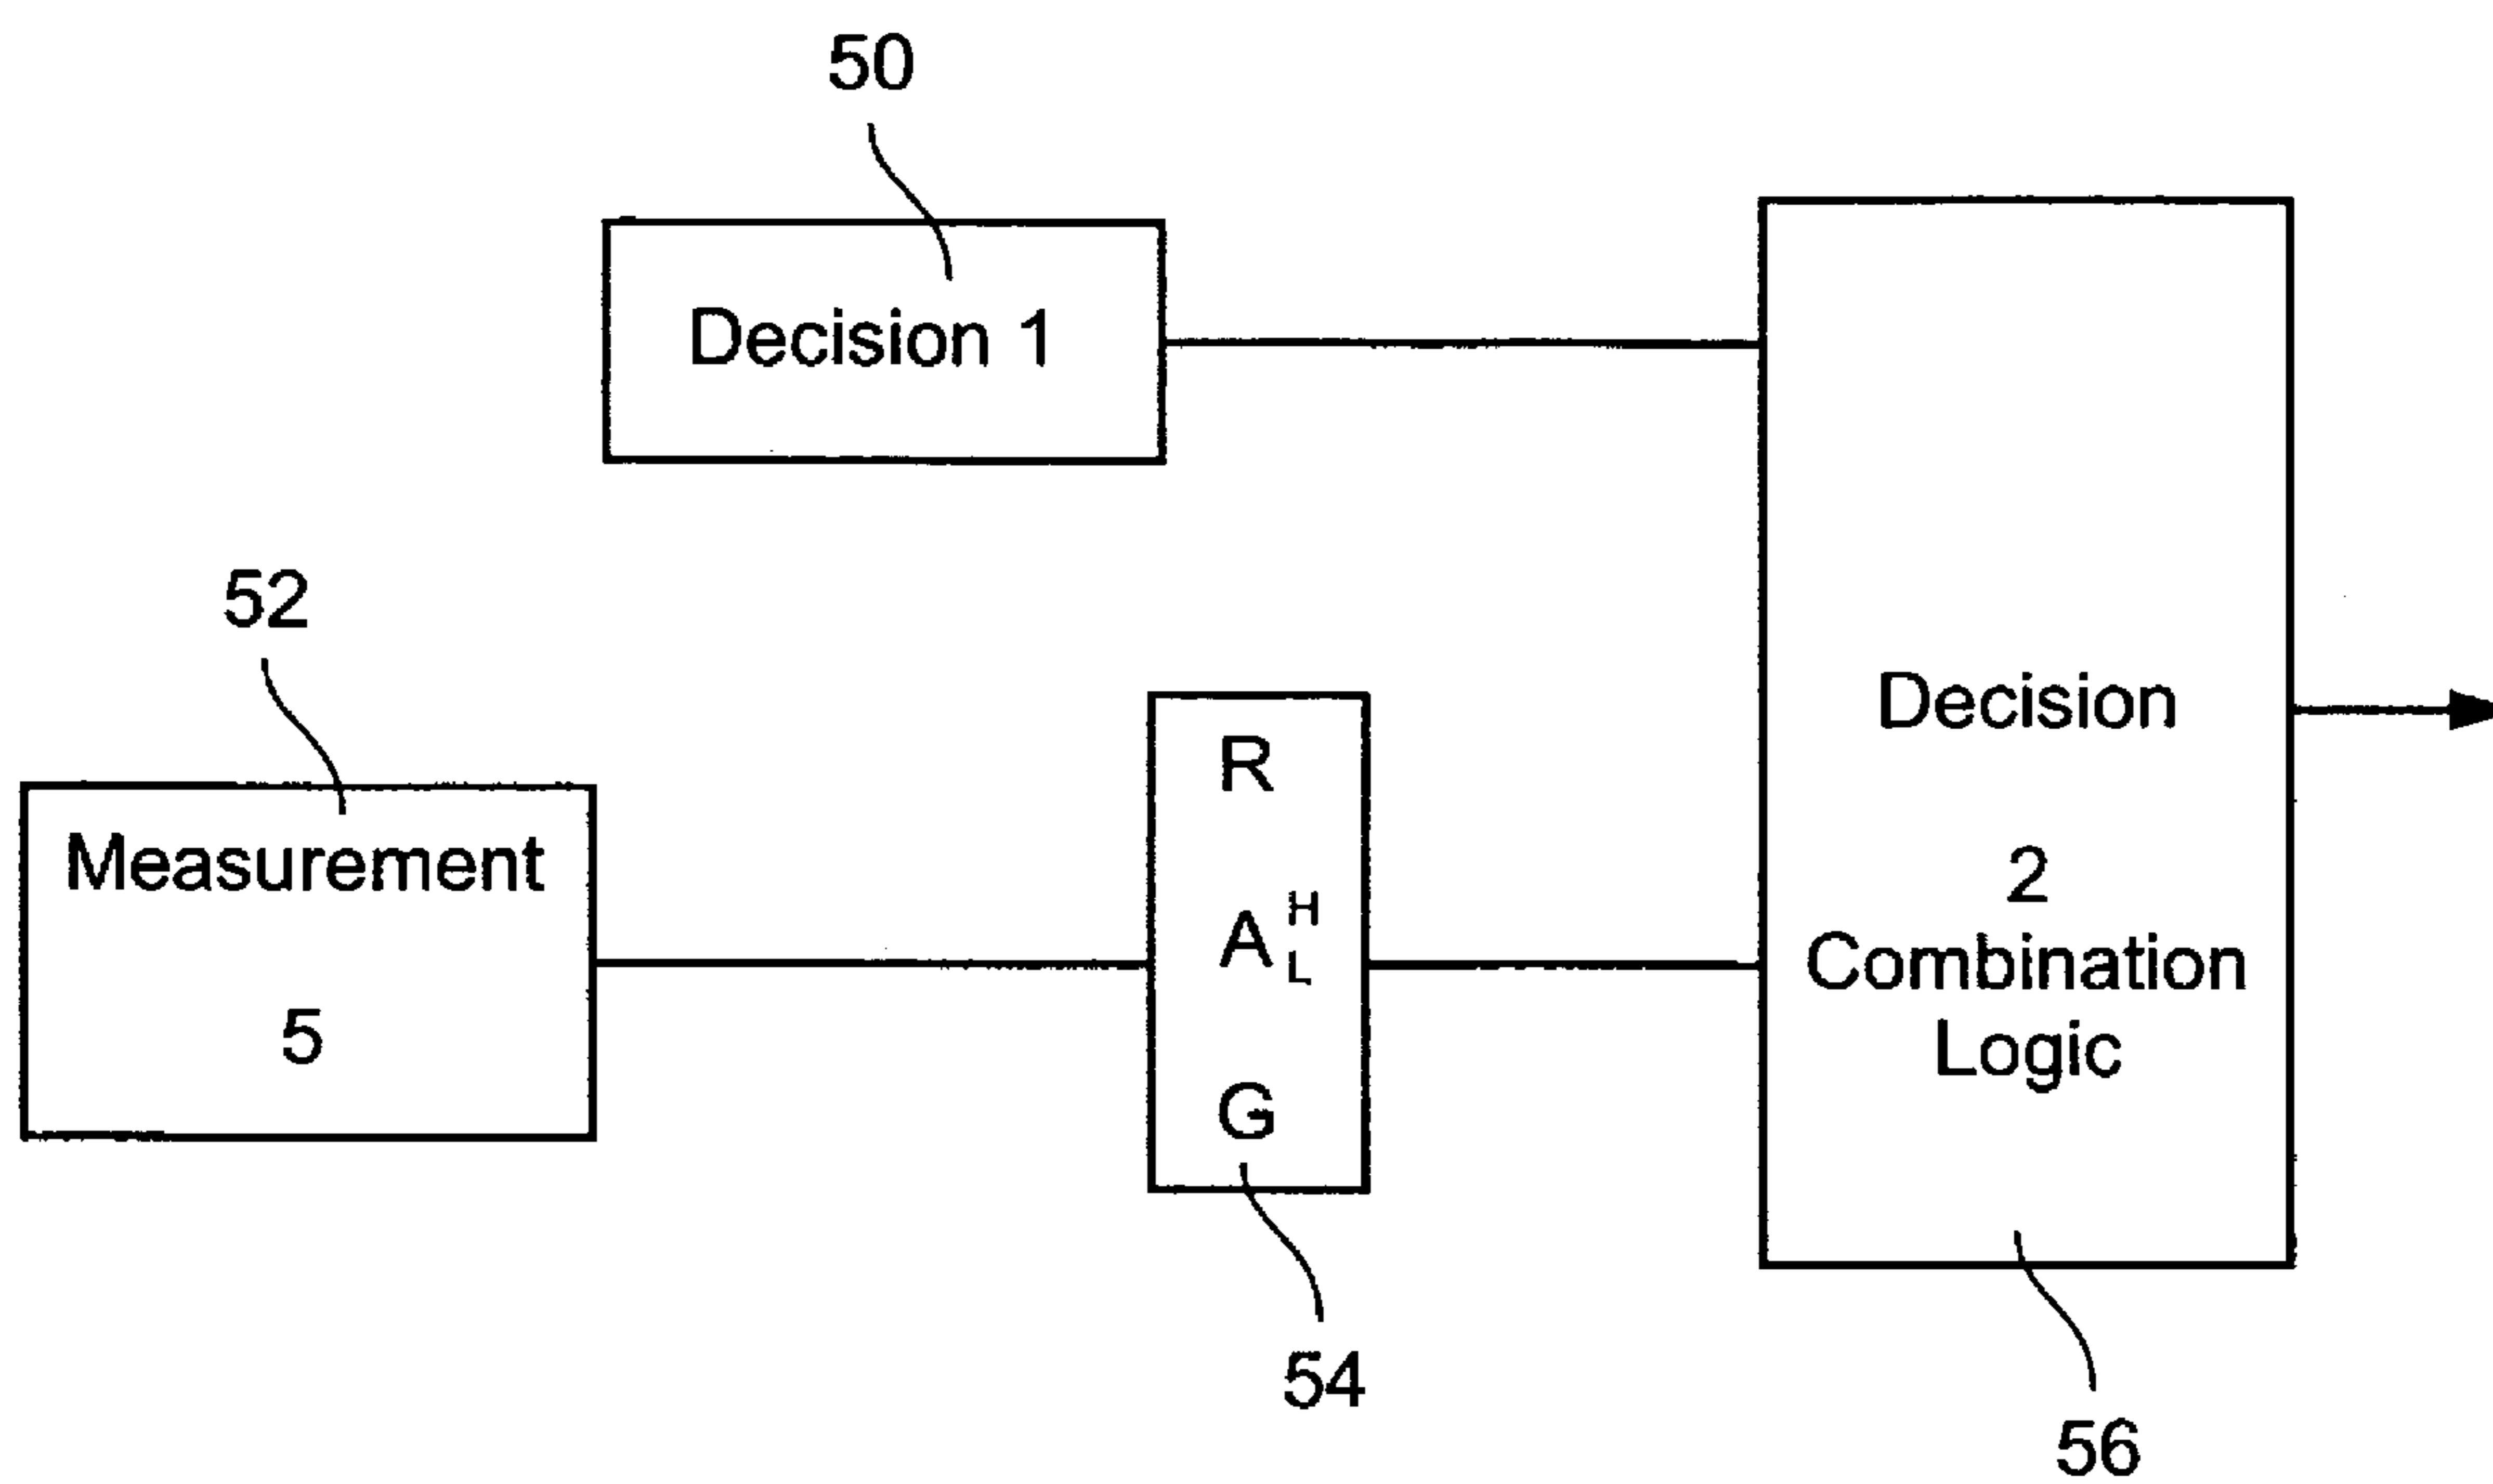 50
Decision 1
52
Measurement
5
R
A H
L
G
54
Decision
2
Combination
Logic
56